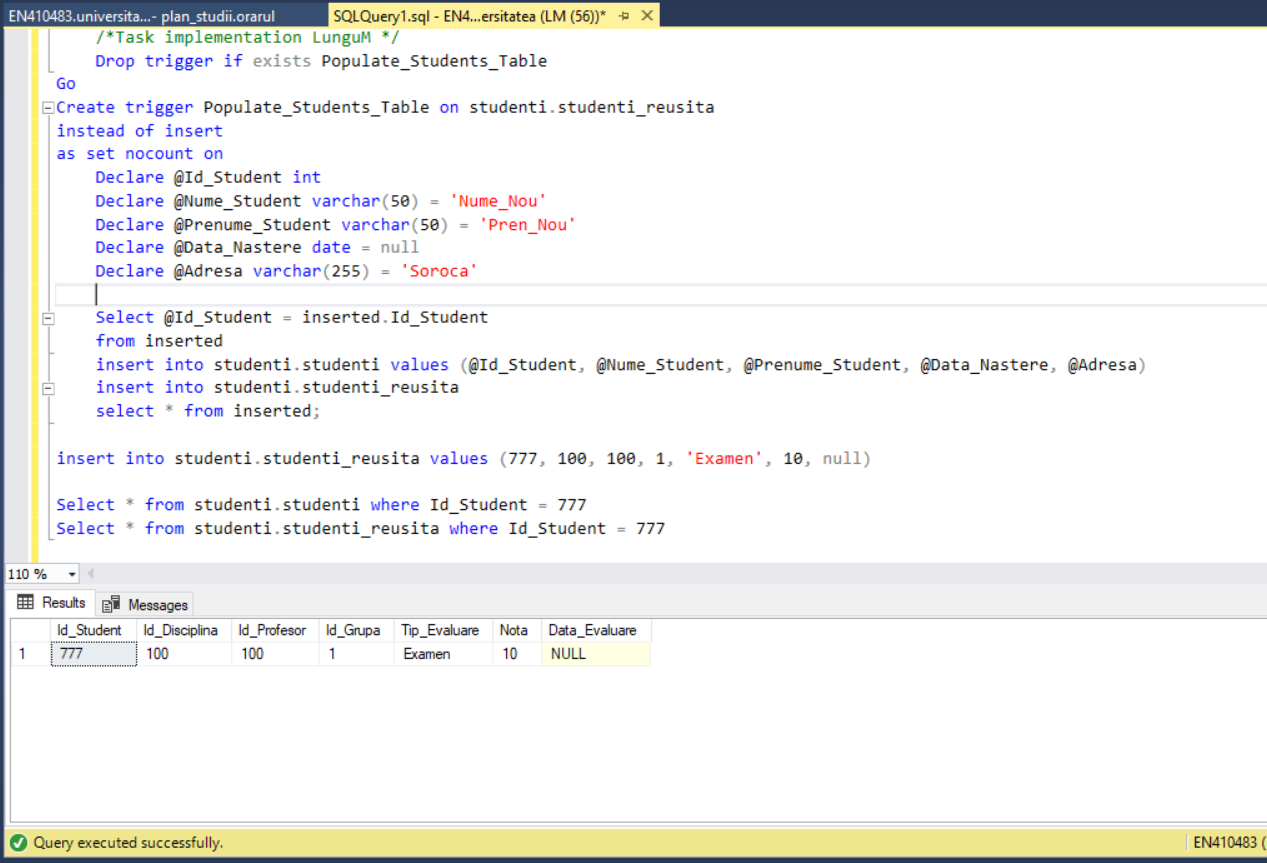 EN410483.universita...- plan_studii.orarul
SQLQuery1.sql - EN4...ersitatea (LM (56))*
/*Task implementation LunguM */
Drop trigger if exists Populate_Students_Table
Go
Create trigger Populate_Students_Table on studenti.studenti_reusita
instead of insert
as set nocount on
Declare @Id_Student int
Declare @Nume_Student varchar(50) = 'Nume_Nou'
Declare @Prenume_Student varchar(50) = 'Pren_Nou'
Declare @Data_Nastere date = null
Declare @Adresa varchar(255) = 'Soroca'
Select @Id_Student = inserted.Id_Student
from inserted
insert into studenti.studenti values (@Id_Student, @Nume_Student, @Prenume_Student, @Data_Nastere, @Adresa)
insert into studenti.studenti_reusita
select * from inserted;
insert into studenti.studenti_reusita values (777, 100, 100, 1, 'Examen', 10, null)
Select * from studenti.studenti where Id_Student = 777
Select * from studenti.studenti_reusita where Id_Student = 777
110 %
Results Messages
Id_Student Id_Disciplina Id_Profesor Id_Grupa Tip_Evaluare Nota Data_Evaluare
1 777 100 100 1 Examen 10 NULL
Query executed successfully. EN410483 (